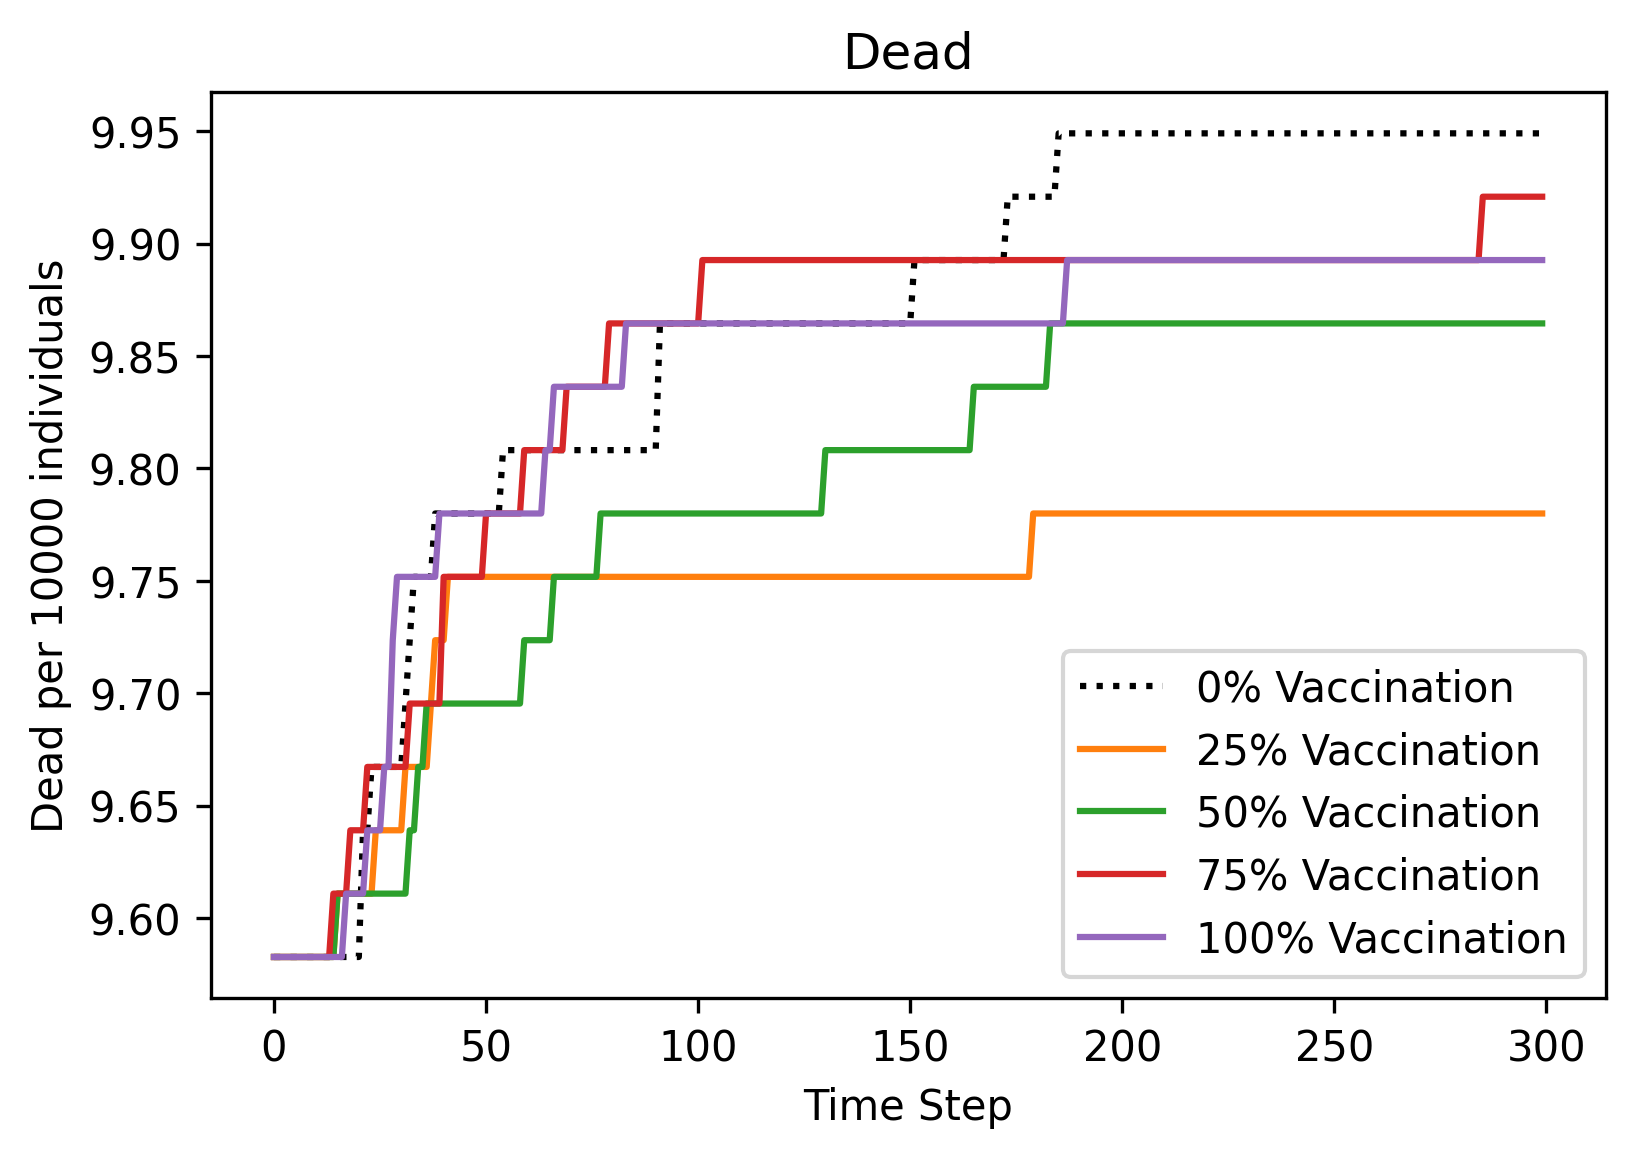 Dead
Dead per 10000 individuals
9.95
9.90
9.85
9.80
9.75
9.70
9.65
9.60
0% Vaccination
25% Vaccination
50% Vaccination
75% Vaccination
100% Vaccination
0 50 100 150 200 250 300
Time Step